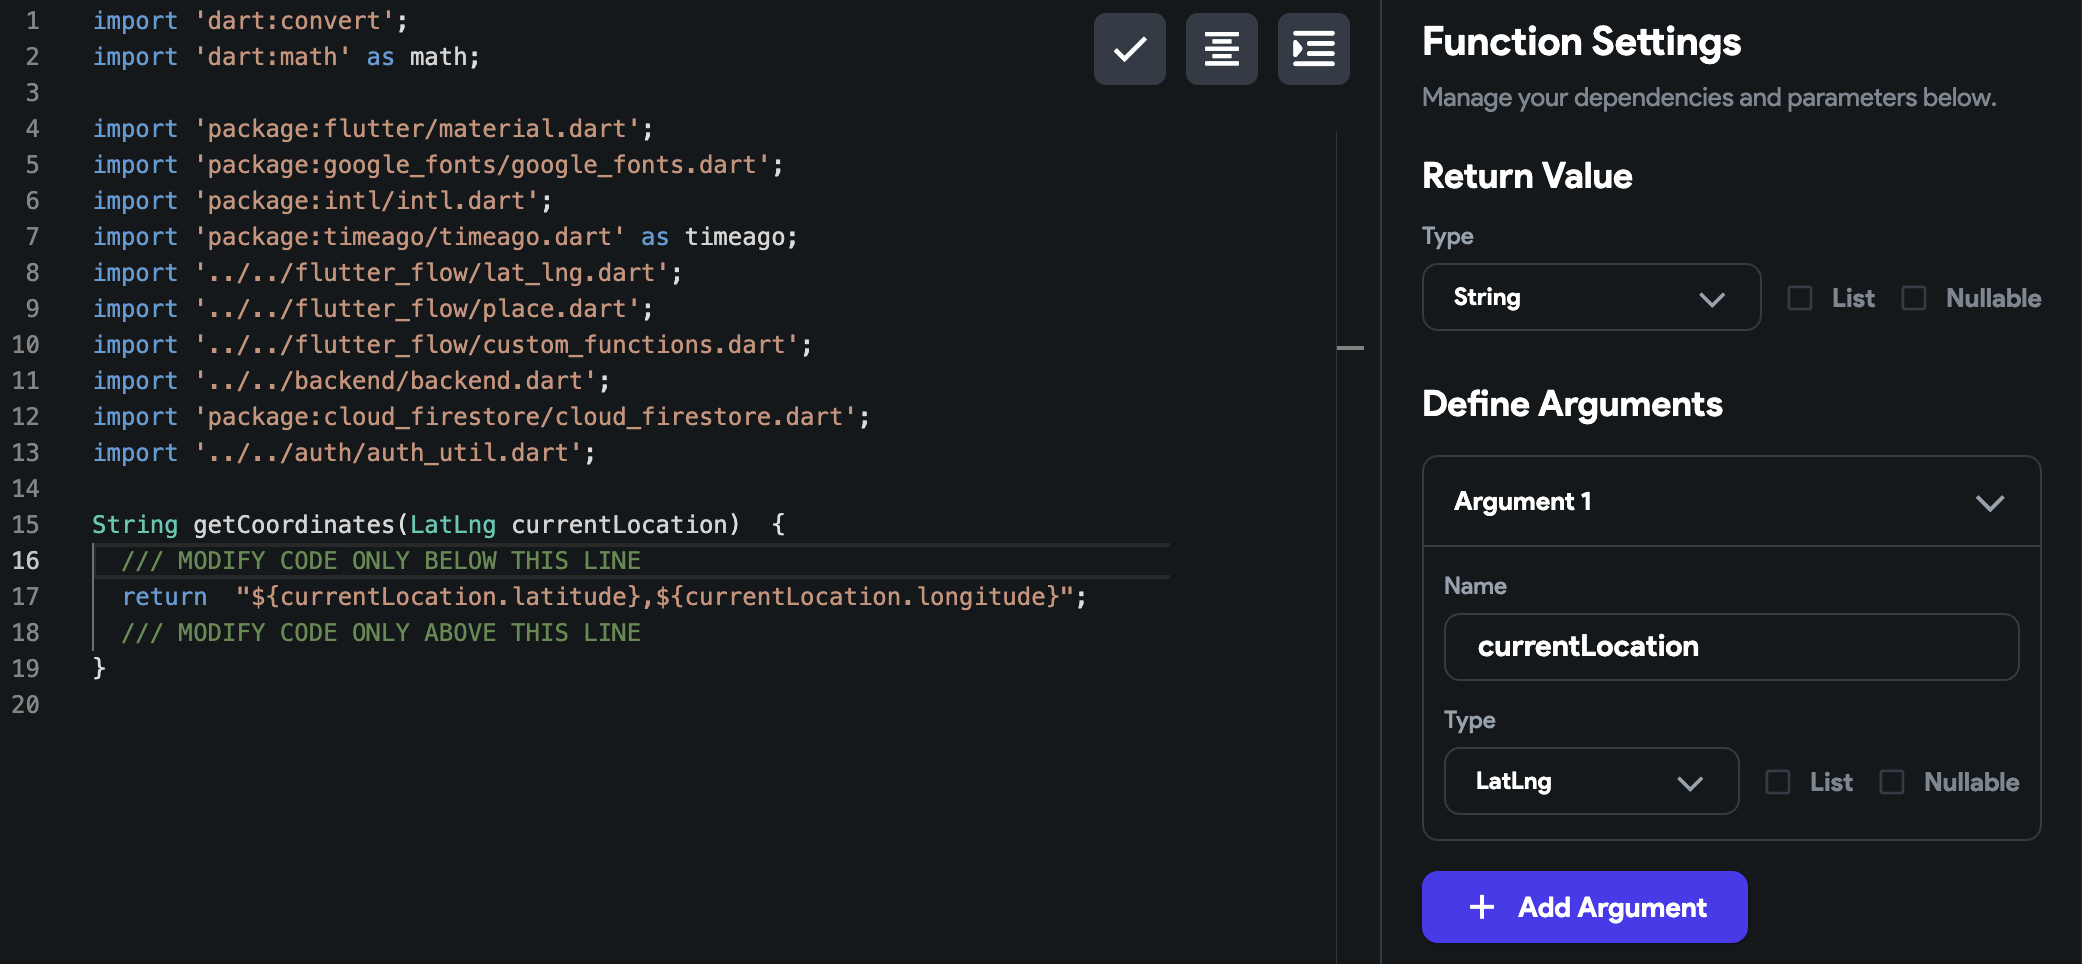 1 import 'dart:convert';
2 import 'dart:math' as math;
3
4 import 'package:flutter/material.dart';
5 import 'package:google_fonts/google_fonts.dart';
6 import 'package:intl/intl.dart';
7 import 'package:timeago/timeago.dart' as timeago;
8 import '../../flutter_flow/lat_lng.dart';
9 import '../../flutter_flow/place.dart';
10 import '../../flutter_flow/custom_functions.dart';
11 import '../../backend/backend.dart';
12 import 'package:cloud_firestore/cloud_firestore.dart';
13 import '../../auth/auth_util.dart';
14
15 String getCoordinates(LatLng currentLocation)  {
16   /// MODIFY CODE ONLY BELOW THIS LINE
17   return  "${currentLocation.latitude},${currentLocation.longitude}";
18   /// MODIFY CODE ONLY ABOVE THIS LINE
19 }
20
Function Settings
Manage your dependencies and parameters below.
Return Value
Type
String List Nullable
Define Arguments
Argument 1
Name
currentLocation
Type
LatLng List Nullable
+ Add Argument